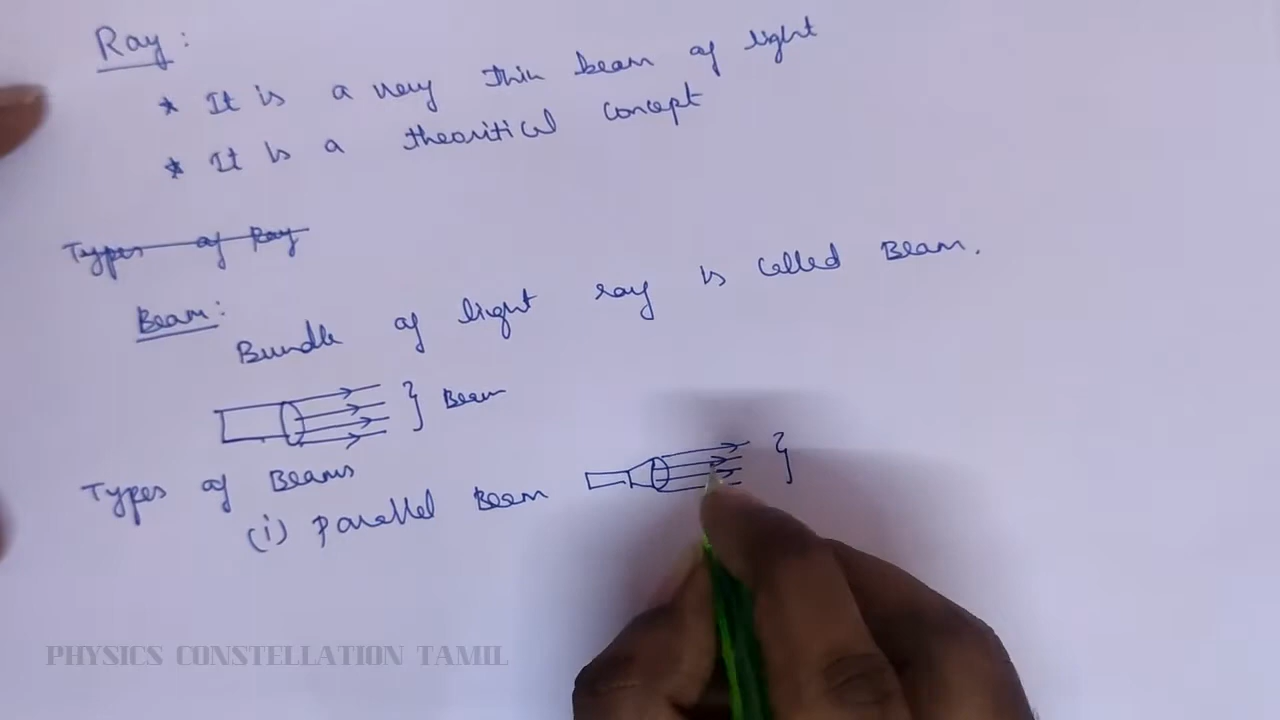 Ray:
* It is a very thin beam of light
* It is a theoritical concept
Types of Ray
Beam:
Bundle of light ray is called Beam.
Beam
Types of Beams
(i) Parallel Beam
PHYSICS CONSTELLATION TAMIL